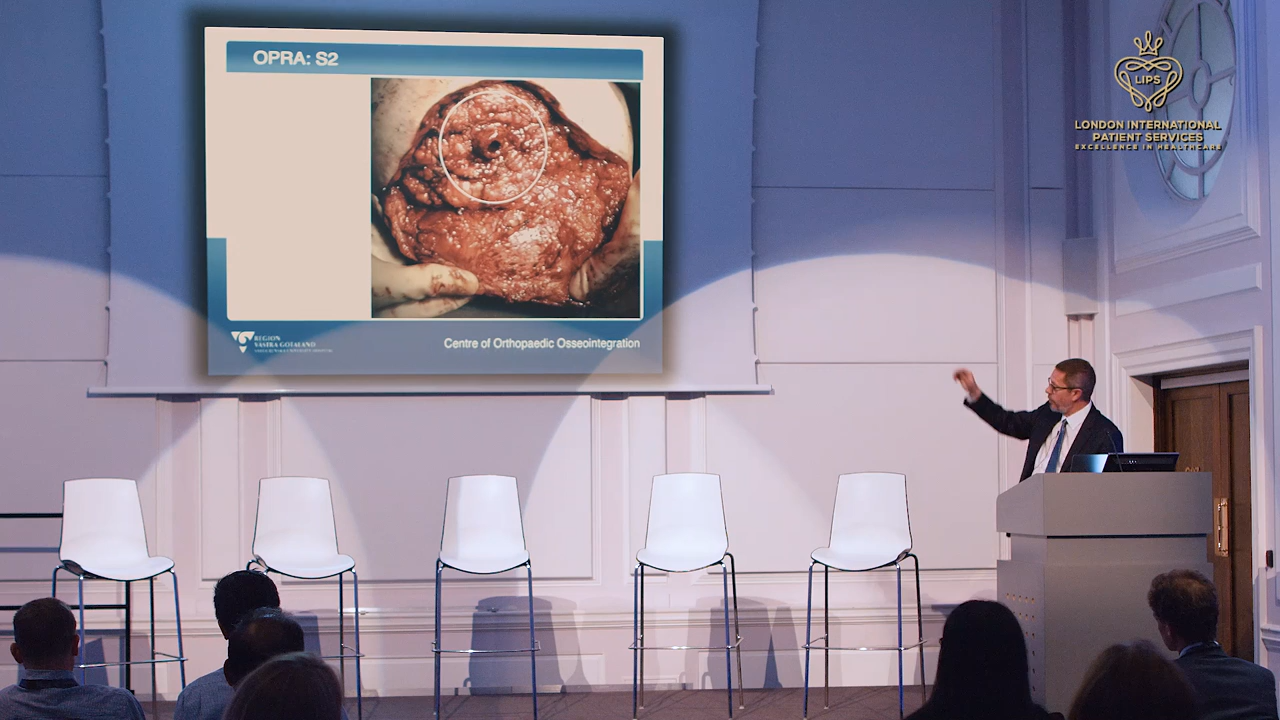 OPRA: S2
LIPS
LONDON INTERNATIONAL
PATIENT SERVICES
EXCELLENCE IN HEALTHCARE
REGION
VÄSTRA GÖTALAND
Centre of Orthopaedic Osseointegration